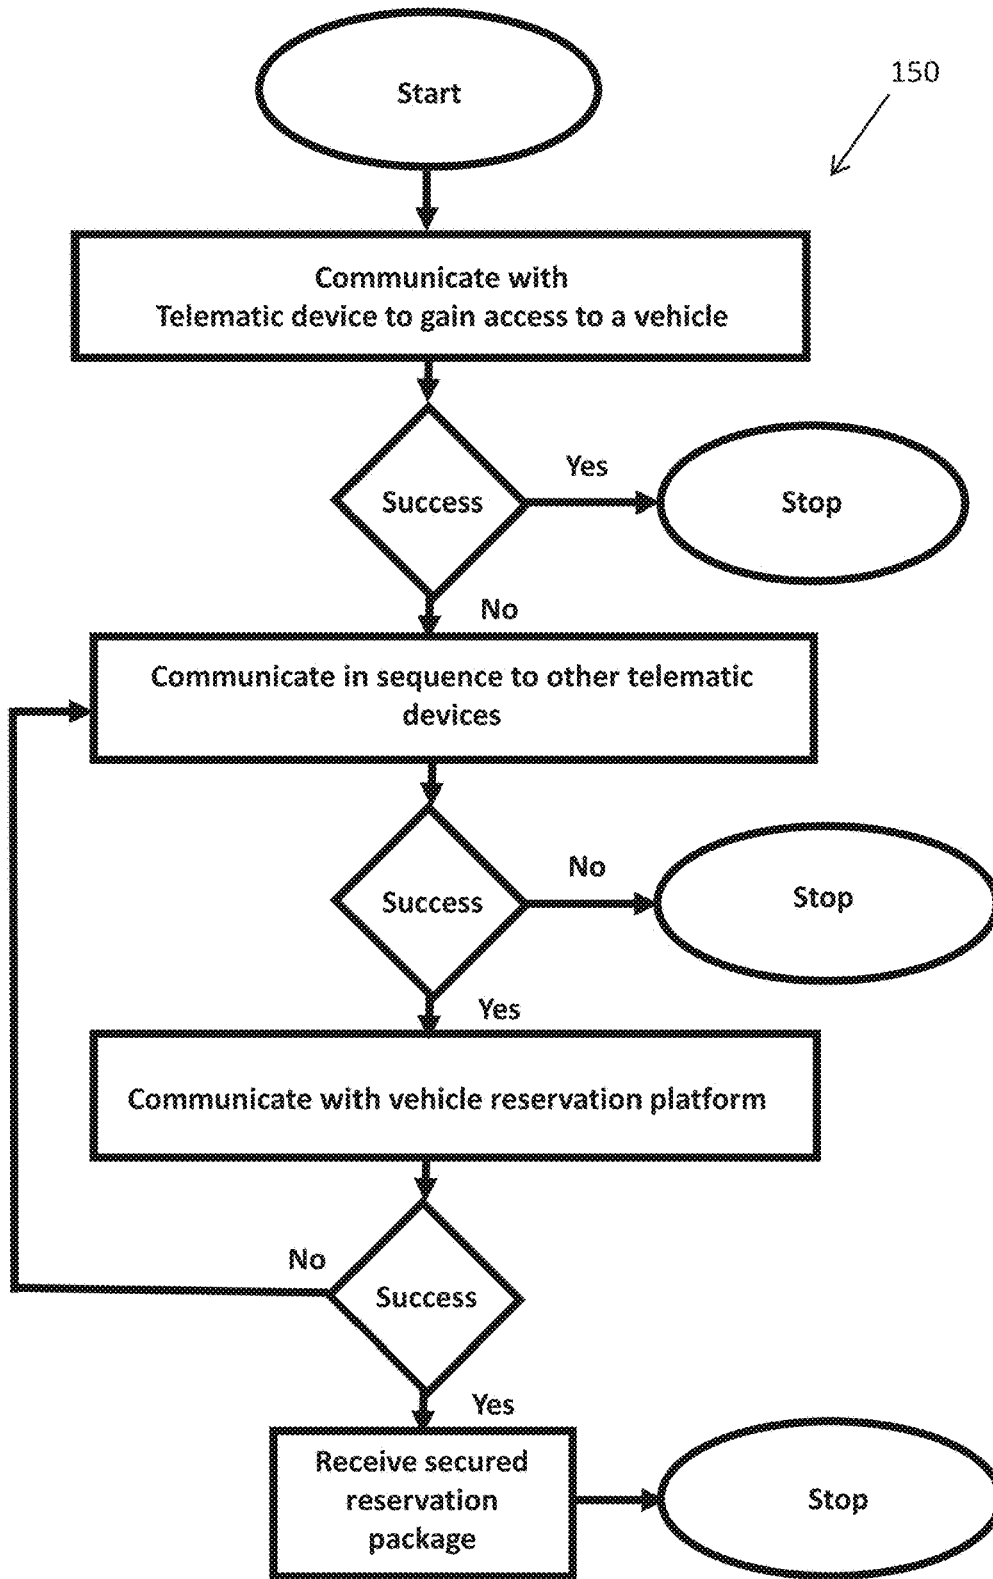 Start
150
Communicate with
Telematic device to gain access to a vehicle
Success
Yes
Stop
No
Communicate in sequence to other telematic
devices
Success
No
Stop
Yes
Communicate with vehicle reservation platform
No
Success
Yes
Receive secured
reservation
package
Stop